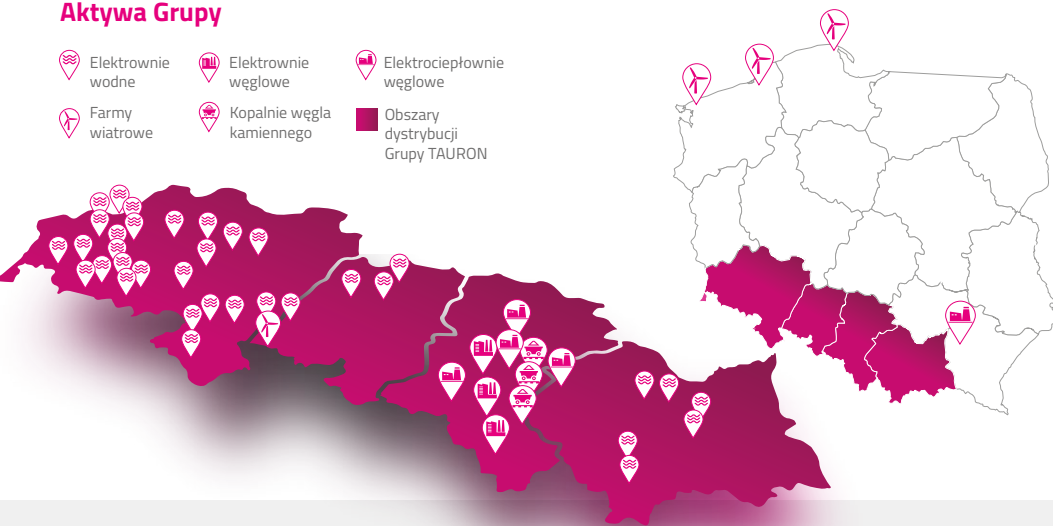 Aktywa Grupy
Elektrownie
wodne
Elektrownie
węglowe
Elektrociepłownie
węglowe
Farmy
wiatrowe
Kopalnie węgla
kamiennego
Obszary
dystrybucji
Grupy TAURON